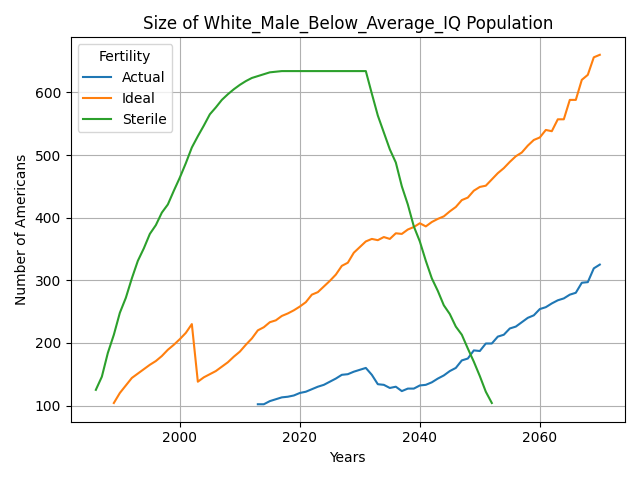 Size of White_Male_Below_Average_IQ Population
Fertility
Actual
Ideal
Sterile
Number of Americans
600
500
400
300
200
100
2000
2020
2040
2060
Years